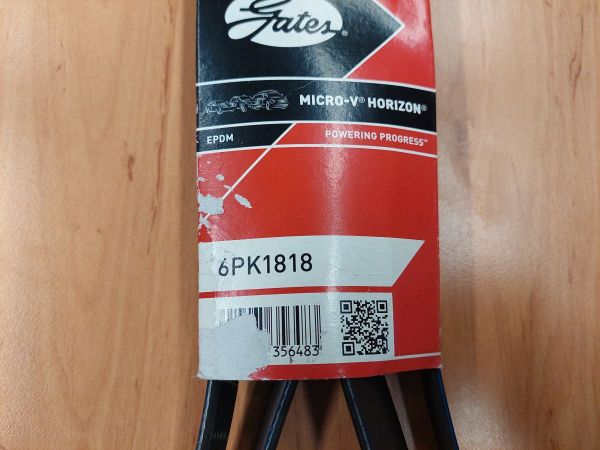 Gates®
MICRO-V® HORIZON®
EPDM
POWERING PROGRESS™
6PK1818
356483